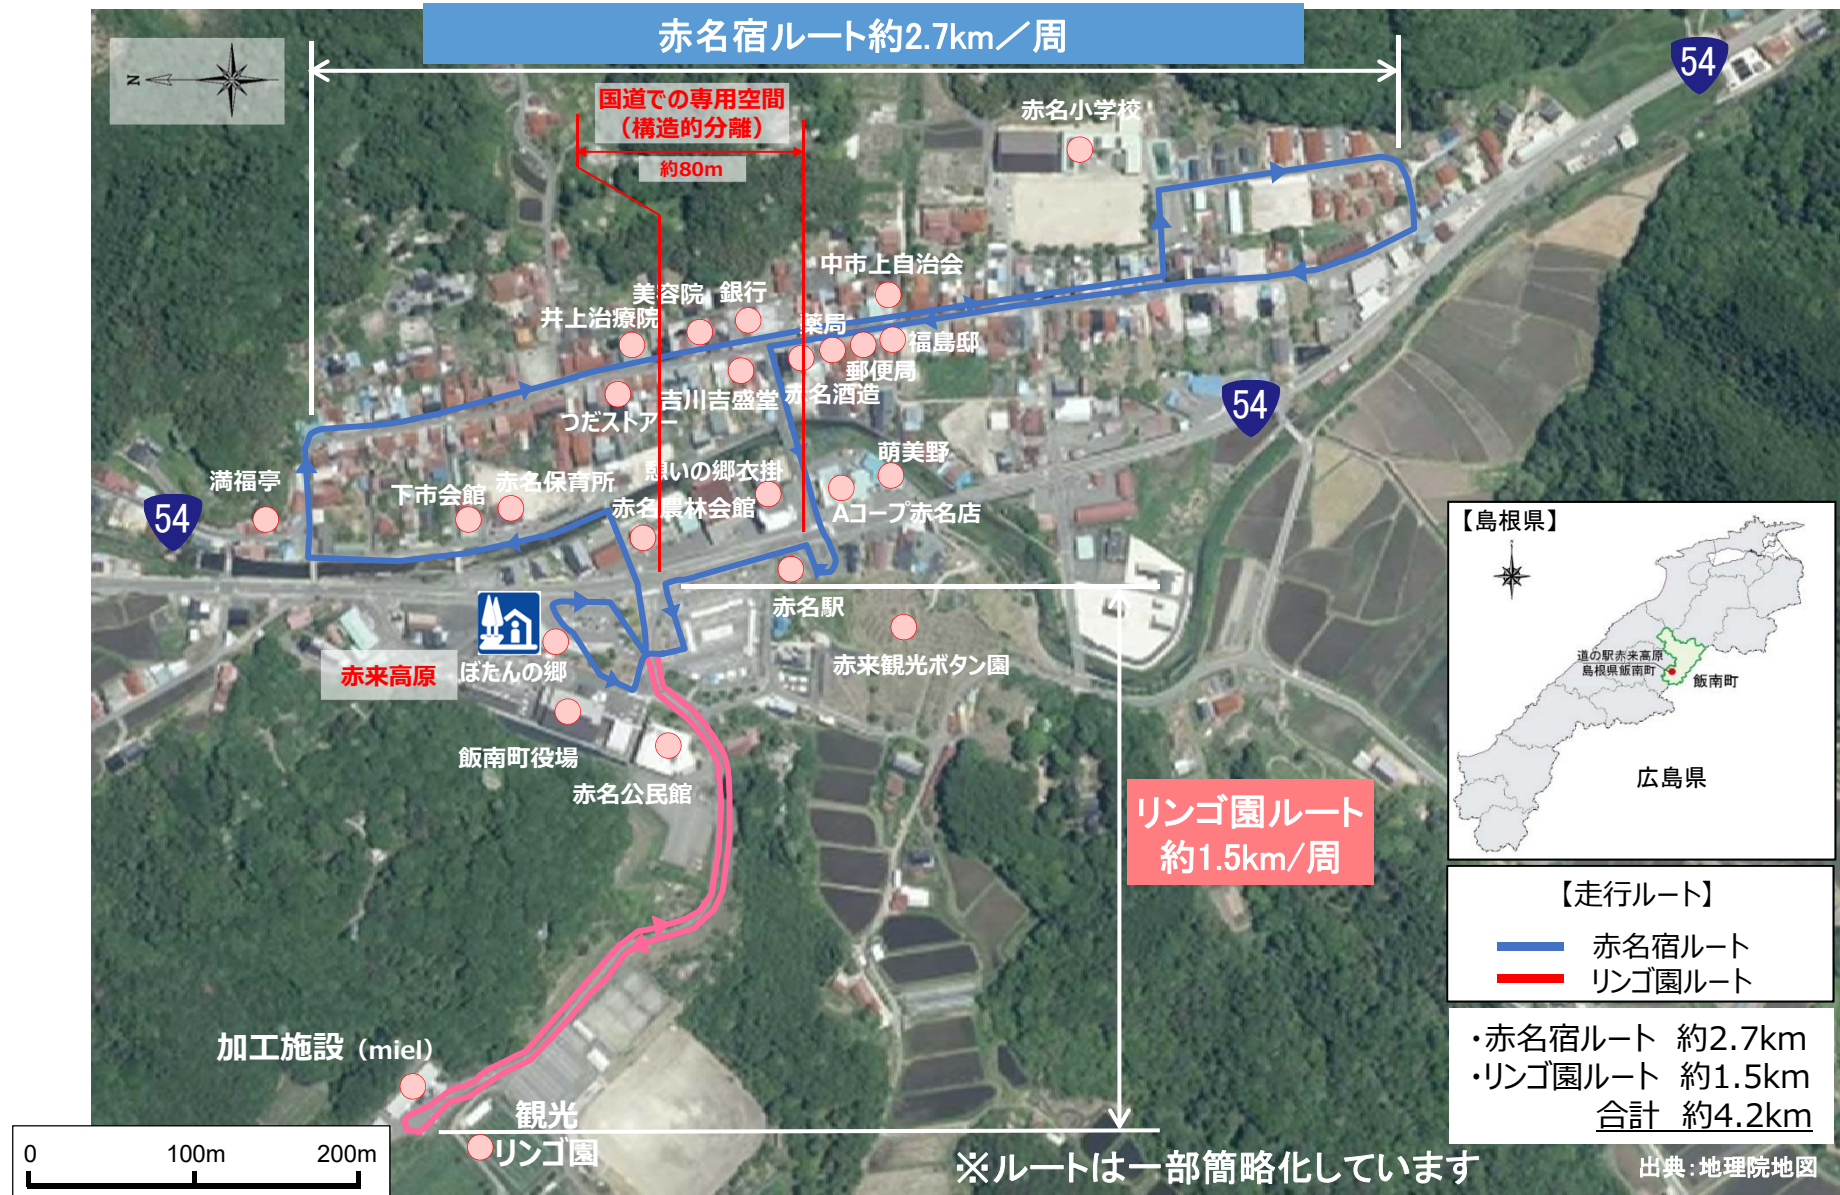 赤名宿ルート約2.7km／周
N
国道での専用空間
（構造的分離）
約80m
赤名小学校
54
中市上自治会
美容院
銀行
井上治療院
薬局
福島邸
郵便局
吉川吉盛堂
赤名酒造
つだストアー
54
萌美野
満福亭
下市会館
赤名保育所
憩いの郷衣掛
赤名農林会館
Aコープ赤名店
54
赤名駅
赤来観光ボタン園
赤来高原
ぼたんの郷
飯南町役場
赤名公民館
リンゴ園ルート
約1.5km/周
【島根県】
道の駅赤来高原
島根県飯南町
飯南町
広島県
【走行ルート】
赤名宿ルート
リンゴ園ルート
・赤名宿ルート 約2.7km
・リンゴ園ルート 約1.5km
合計 約4.2km
加工施設（miel）
観光
リンゴ園
0 100m 200m
※ルートは一部簡略化しています
出典：地理院地図